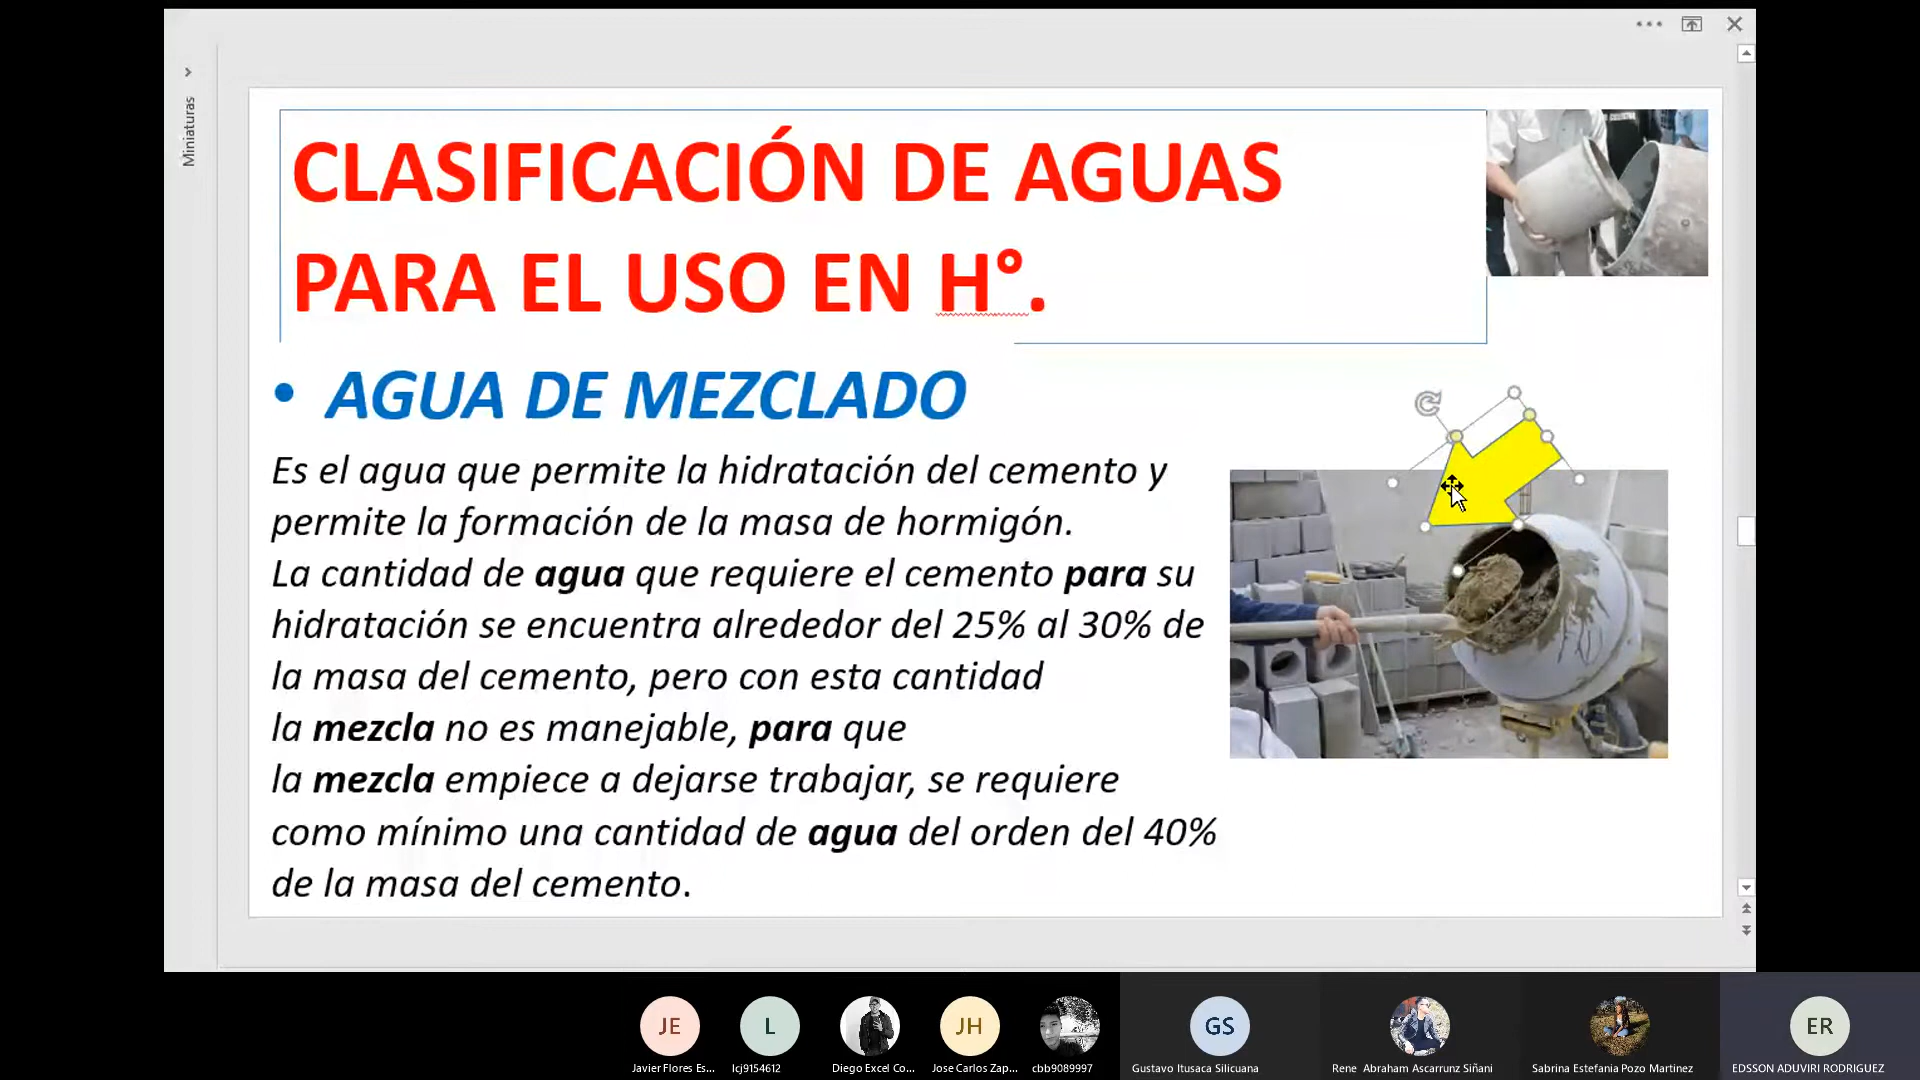 Miniaturas
CLASIFICACIÓN DE AGUAS
PARA EL USO EN H°.
• AGUA DE MEZCLADO
Es el agua que permite la hidratación del cemento y
permite la formación de la masa de hormigón.
La cantidad de agua que requiere el cemento para su
hidratación se encuentra alrededor del 25% al 30% de
la masa del cemento, pero con esta cantidad
la mezcla no es manejable, para que
la mezcla empiece a dejarse trabajar, se requiere
como mínimo una cantidad de agua del orden del 40%
de la masa del cemento.
JE
L
JH
GS
ER
Javier Flores Es...
lcj9154612
Diego Excel Co...
Jose Carlos Zap...
cbb9089997
Gustavo Itusaca Silicuana
Rene Abraham Ascarrunz Siñani
Sabrina Estefania Pozo Martinez
EDSSON ADUVIRI RODRIGUEZ